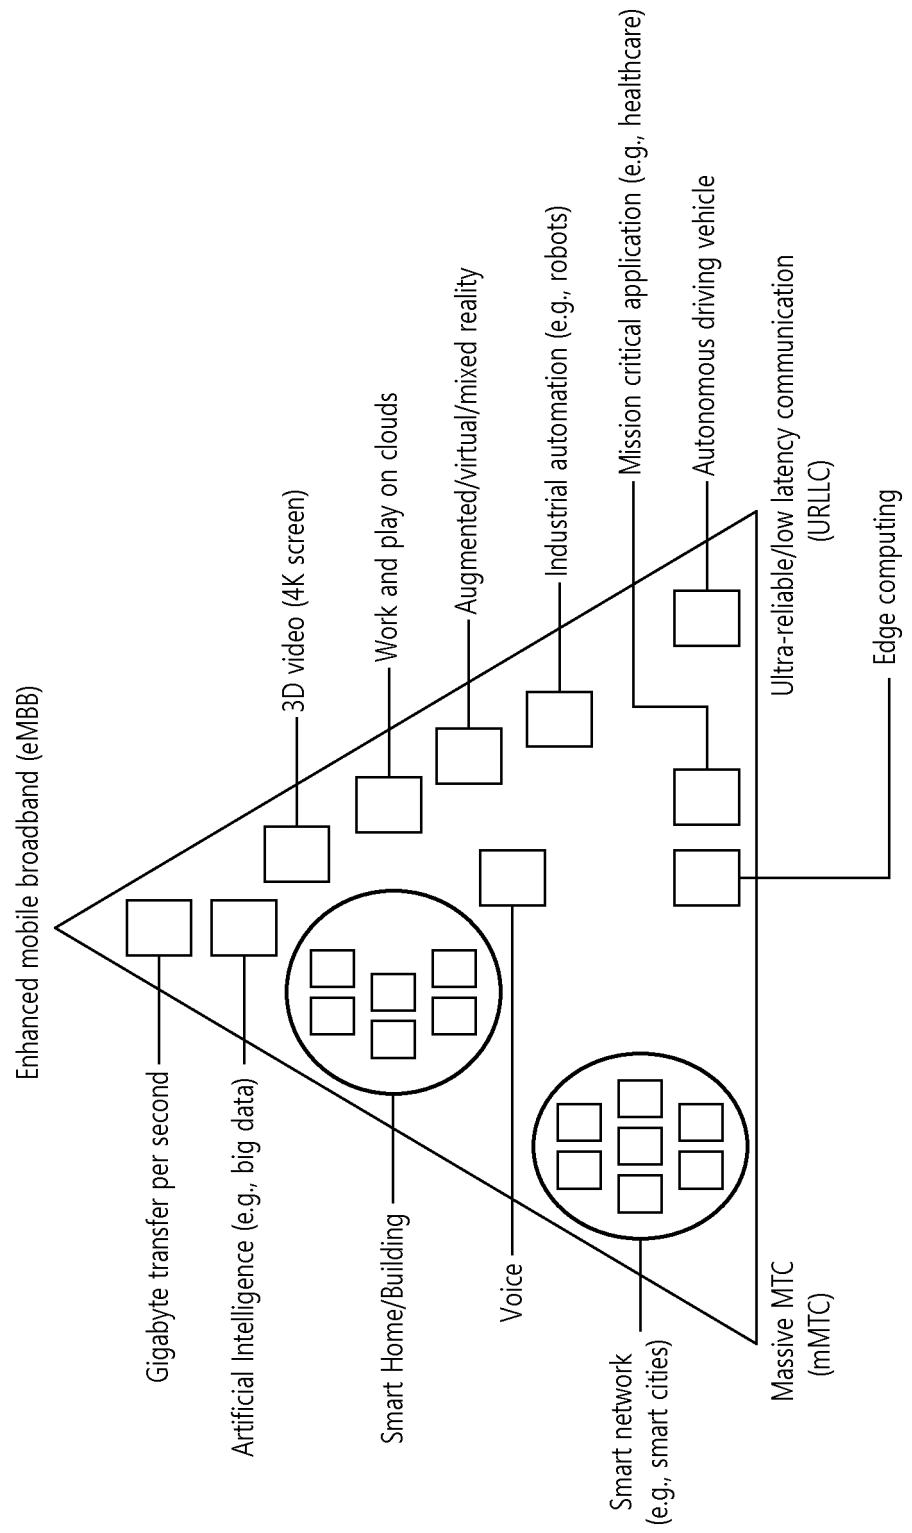 Enhanced mobile broadband (eMBB)
Gigabyte transfer per second
Artificial Intelligence (e.g., big data)
3D video (4K screen)
Smart Home/Building
Work and play on clouds
Augmented/virtual/mixed reality
Voice
Industrial automation (e.g., robots)
Smart network
(e.g., smart cities)
Mission critical application (e.g., healthcare)
Autonomous driving vehicle
Massive MTC
(mMTC)
Ultra-reliable/low latency communication
(URLLC)
Edge computing